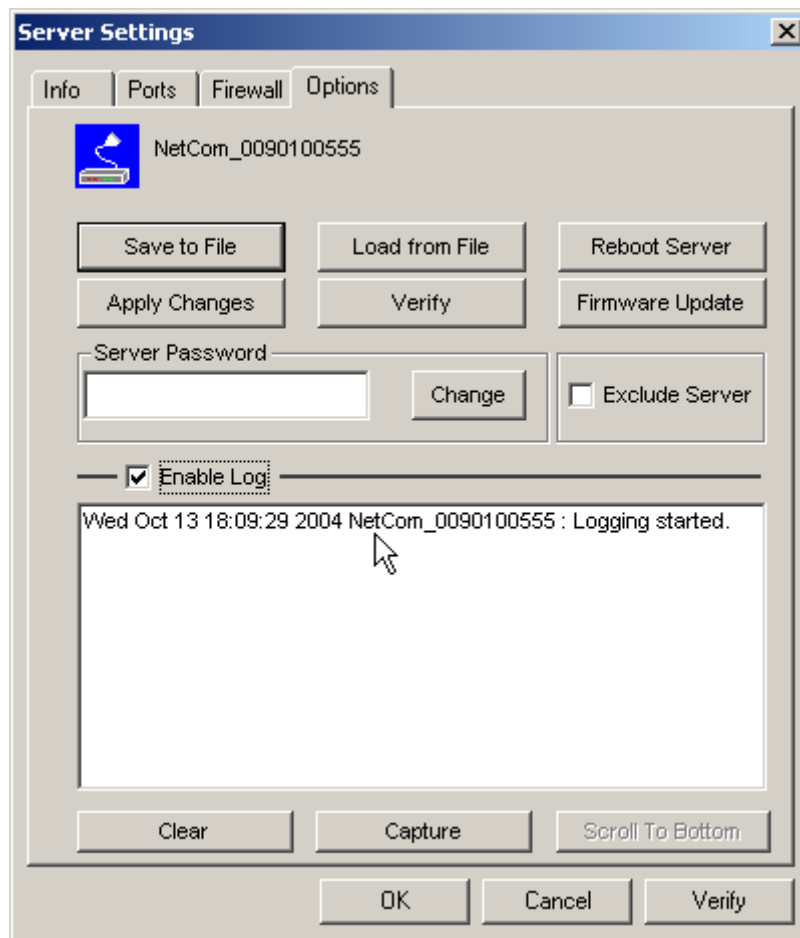 Server Settings
Info Ports Firewall Options
NetCom_0090100555
Save to File Load from File Reboot Server
Apply Changes Verify Firmware Update
Server Password
Change Exclude Server
Enable Log
Wed Oct 13 18:09:29 2004 NetCom_0090100555 : Logging started.
Clear Capture Scroll To Bottom
OK Cancel Verify